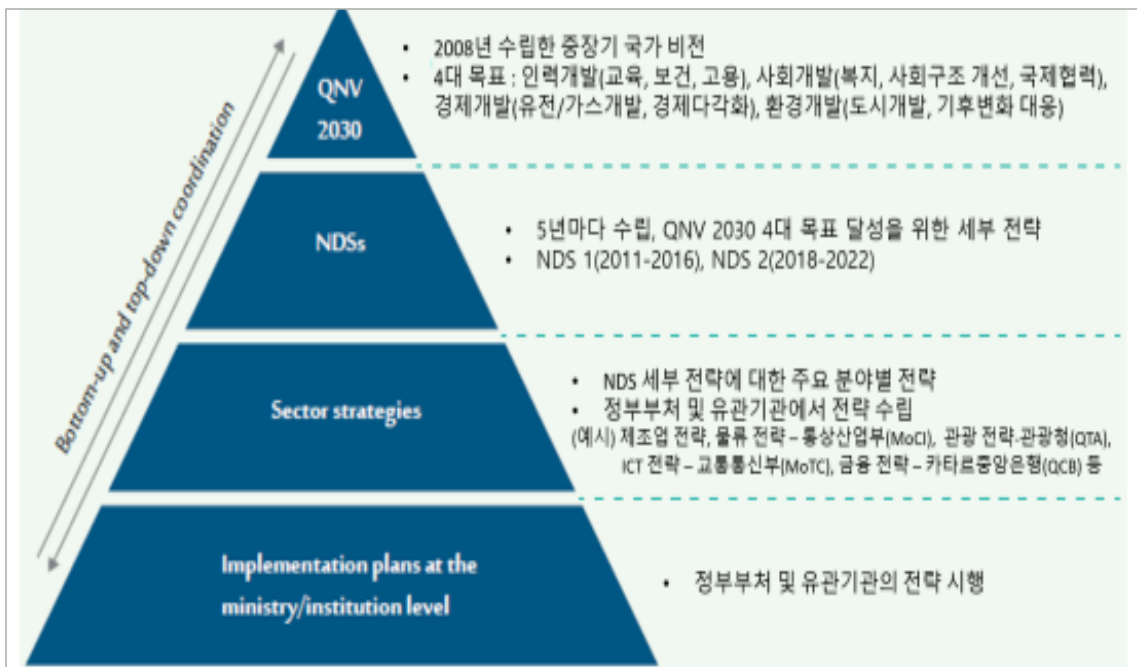 Bottom-up and top-down coordination
QNV
2030
• 2008년 수립한 중장기 국가 비전
• 4대 목표 : 인력개발(교육, 보건, 고용), 사회개발(복지, 사회구조 개선, 국제협력),
경제개발(유전/가스개발, 경제다각화), 환경개발(도시개발, 기후변화 대응)
NDSs
• 5년마다 수립, QNV 2030 4대 목표 달성을 위한 세부 전략
• NDS 1(2011-2016), NDS 2(2018-2022)
Sector strategies
• NDS 세부 전략에 대한 주요 분야별 전략
• 정부부처 및 유관기관에서 전략 수립
(예시) 제조업 전략, 물류 전략 – 통상산업부(MoCI), 관광 전략-관광청(QTA),
ICT 전략 – 교통통신부(MoTC), 금융 전략 – 카타르중앙은행(QCB) 등
Implementation plans at the
ministry/institution level
• 정부부처 및 유관기관의 전략 시행